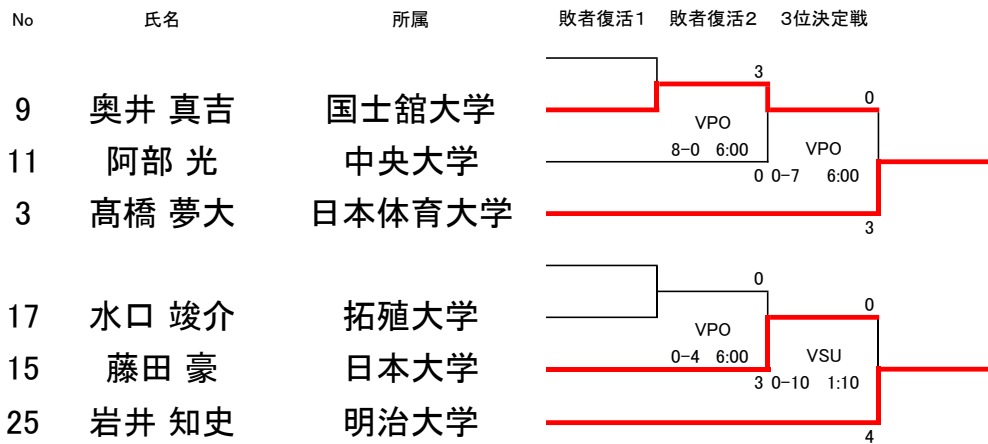 No 氏名 所属 敗者復活1 敗者復活2 3位決定戦
3
9 奥井 真吉 国士舘大学 0
VPO
8-0 6:00 VPO
11 阿部 光 中央大学
0 0-7 6:00
3 髙橋 夢大 日本体育大学
3
0
17 水口 竣介 拓殖大学 0
VPO
0-4 6:00 VSU
15 藤田 豪 日本大学
3 0-10 1:10
25 岩井 知史 明治大学
4